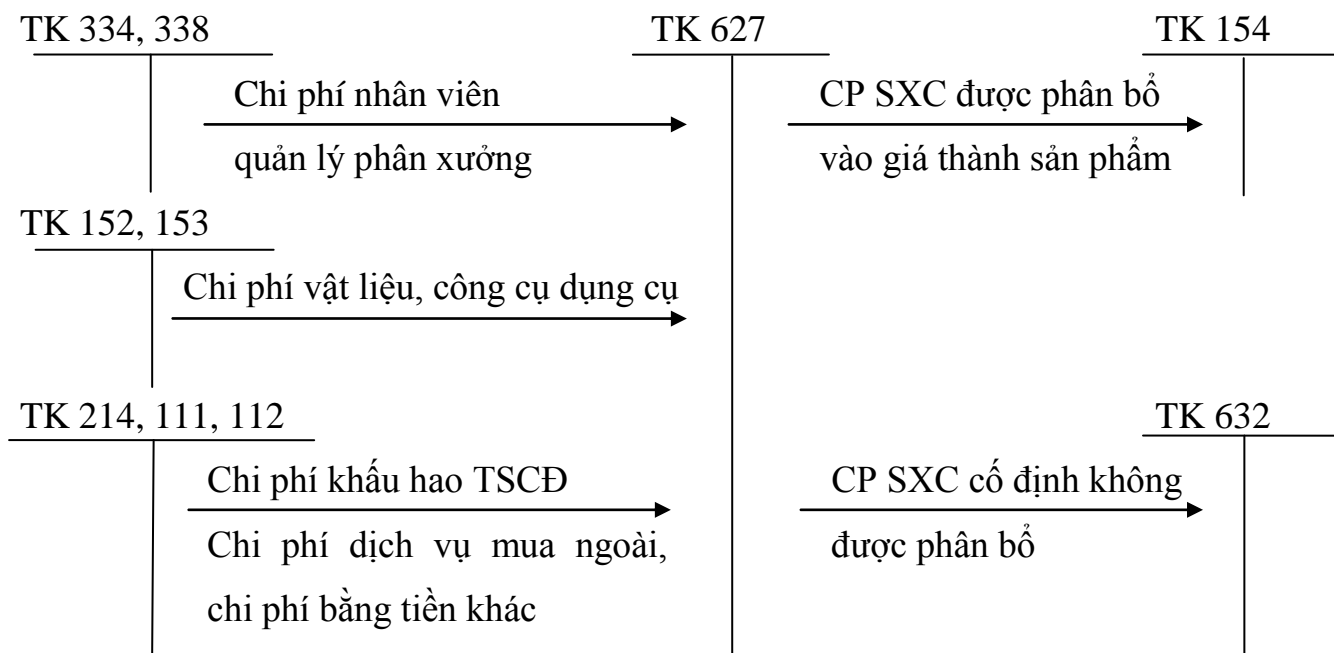 TK 334, 338
TK 627
TK 154
Chi phí nhân viên
quản lý phân xưởng
CP SXC được phân bổ
vào giá thành sản phẩm
TK 152, 153
Chi phí vật liệu, công cụ dụng cụ
TK 214, 111, 112
TK 632
Chi phí khấu hao TSCĐ
Chi phí dịch vụ mua ngoài,
chi phí bằng tiền khác
CP SXC cố định không
được phân bổ